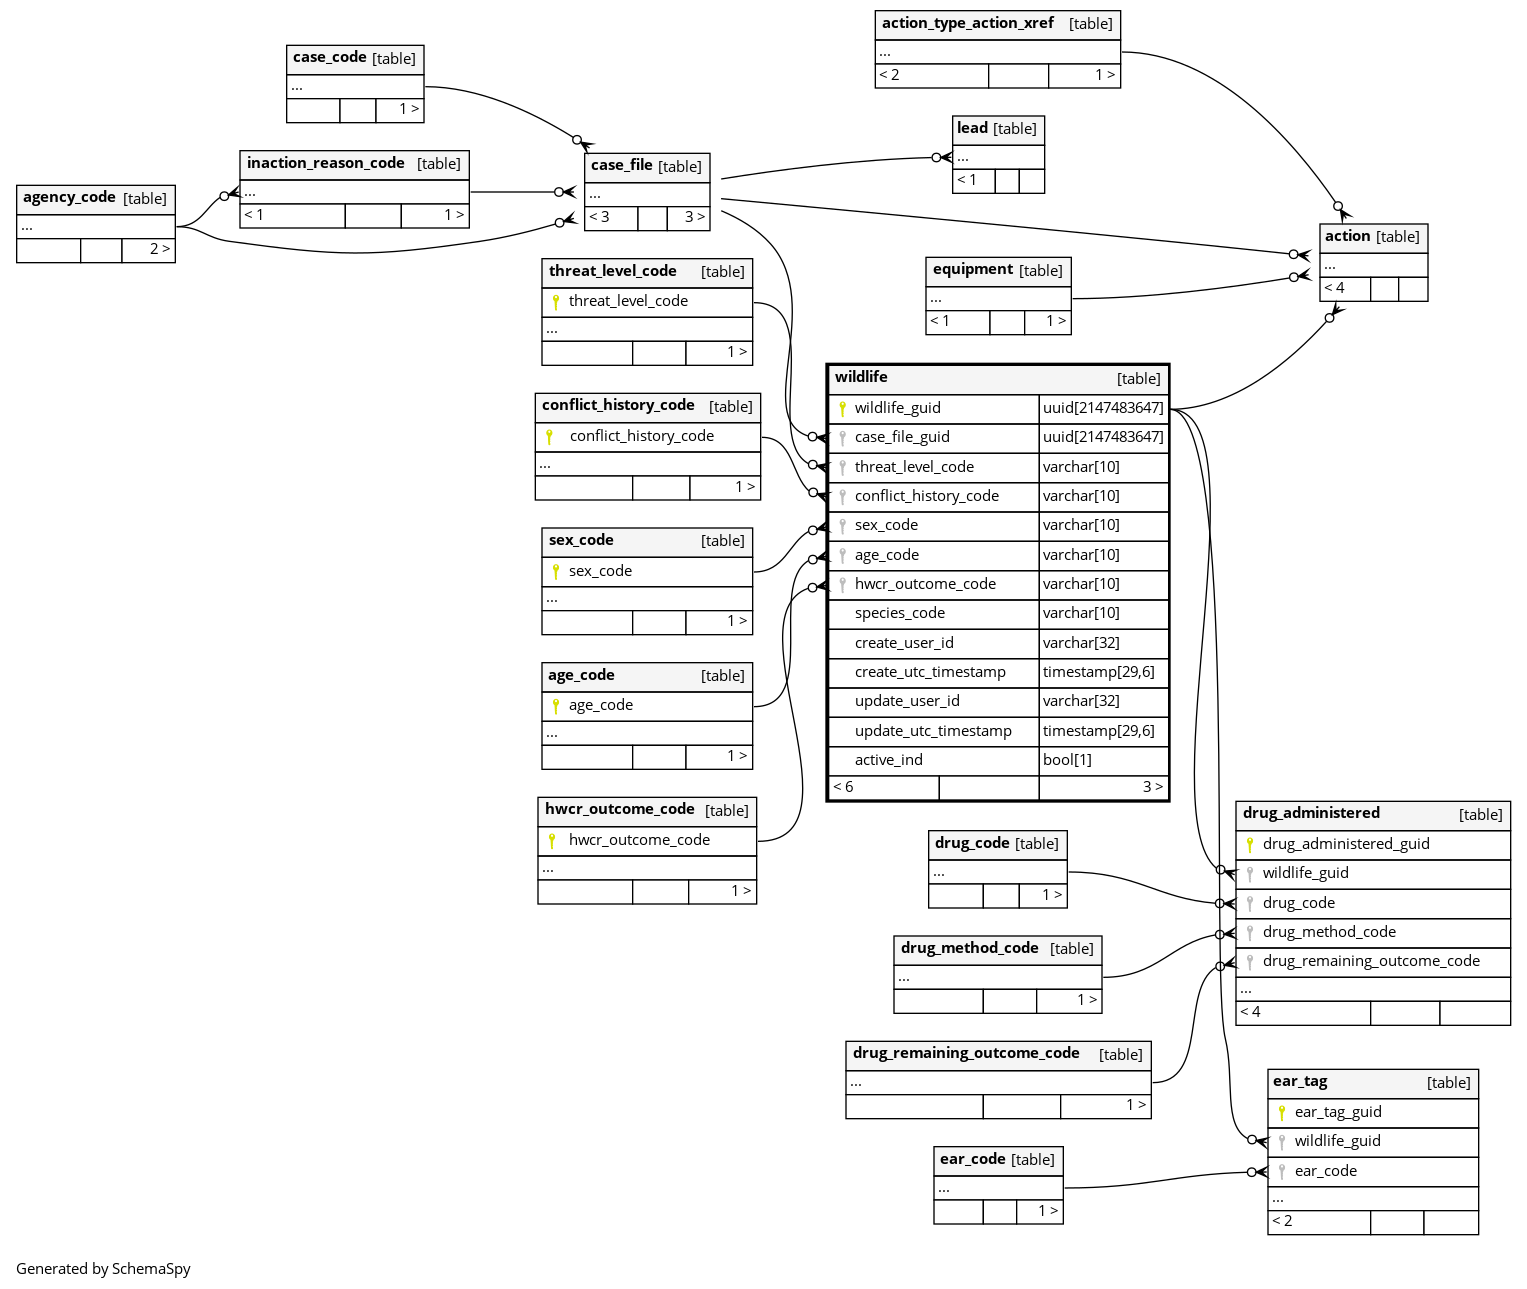 action_type_action_xref [table]
...
< 2 1 >
case_code [table]
...
1 >
lead [table]
...
< 1
inaction_reason_code [table]
...
< 1 1 >
case_file [table]
...
< 3 3 >
agency_code [table]
...
2 >
action [table]
...
< 4
threat_level_code [table]
threat_level_code
...
1 >
equipment [table]
...
< 1 1 >
conflict_history_code [table]
conflict_history_code
...
1 >
wildlife [table]
wildlife_guid uuid[2147483647]
case_file_guid uuid[2147483647]
threat_level_code varchar[10]
conflict_history_code varchar[10]
sex_code varchar[10]
age_code varchar[10]
hwcr_outcome_code varchar[10]
species_code varchar[10]
create_user_id varchar[32]
create_utc_timestamp timestamp[29,6]
update_user_id varchar[32]
update_utc_timestamp timestamp[29,6]
active_ind bool[1]
< 6 3 >
sex_code [table]
sex_code
...
1 >
age_code [table]
age_code
...
1 >
hwcr_outcome_code [table]
hwcr_outcome_code
...
1 >
drug_administered [table]
drug_administered_guid
wildlife_guid
drug_code
drug_method_code
drug_remaining_outcome_code
...
< 4
drug_code [table]
...
1 >
drug_method_code [table]
...
1 >
drug_remaining_outcome_code [table]
...
1 >
ear_tag [table]
ear_tag_guid
wildlife_guid
ear_code
...
< 2
ear_code [table]
...
1 >
Generated by SchemaSpy